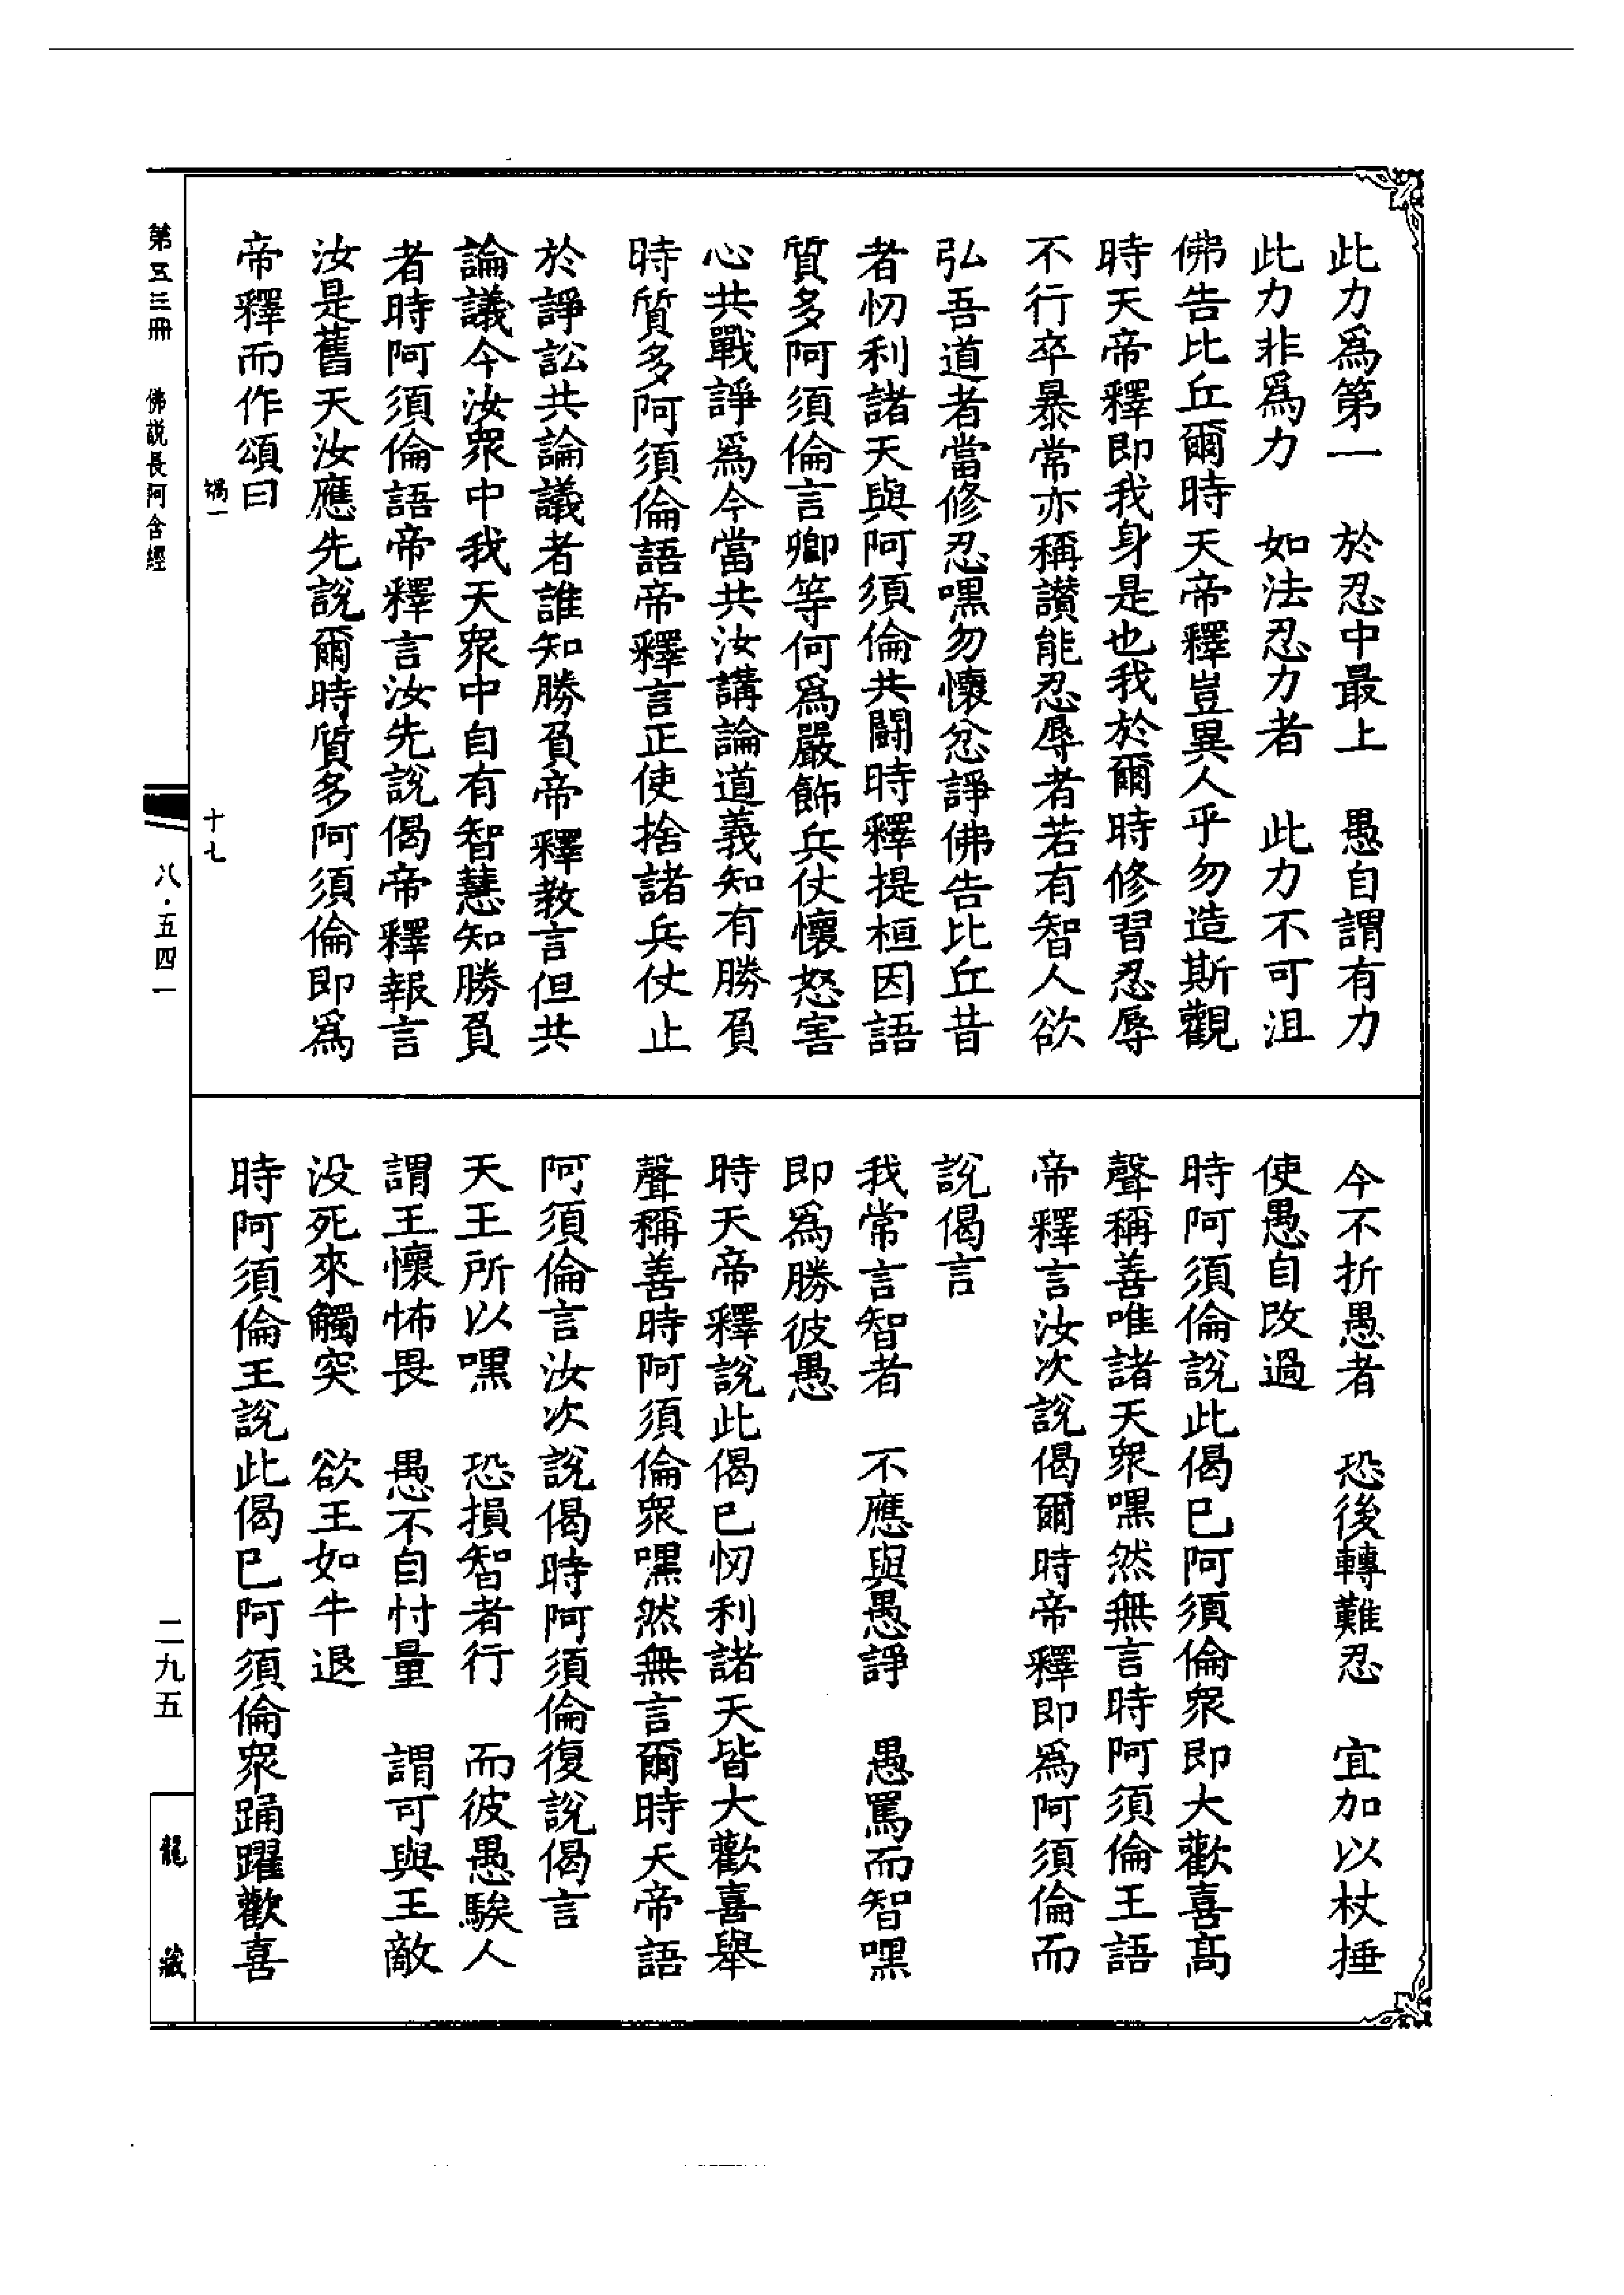 此力爲第一　於忍中最上　愚自謂有力
此力非爲力　如法忍力者　此力不可沮
佛告比丘爾時天帝釋豈異人乎勿造斯觀
時天帝釋即我身是也我於爾時修習忍辱
不行卒暴常亦稱讃能忍辱者若有智人欲
弘吾道者當修忍嘿勿懷忿諍佛告比丘昔
者忉利諸天與阿須倫共鬪時釋提桓因語
質多阿須倫言卿等何爲嚴飾兵仗懷怒害
心共戰諍爲今當共汝講論道義知有勝負
時質多阿須倫語帝釋言正使捨諸兵仗止
於諍訟共論議者誰知勝負帝釋教言但共
論議今汝衆中我天衆中自有智慧知勝負
者時阿須倫語帝釋言汝先說偈帝釋報言
汝是舊天汝應先說爾時質多阿須倫即爲
帝釋而作頌曰
今不折愚者　恐後轉難忍　宜加以杖捶
使愚自改過
時阿須倫說此偈已阿須倫衆即大歡喜高
聲稱善唯諸天衆嘿然無言時阿須倫王語
帝釋言汝次說偈爾時帝釋即爲阿須倫而
說偈言
我常言智者　不應與愚諍　愚罵而智嘿
即爲勝彼愚
時天帝釋說此偈已忉利諸天皆大歡喜舉
聲稱善時阿須倫衆嘿然無言爾時天帝語
阿須倫言汝次說偈時阿須倫復說偈言
天王所以嘿　恐損智者行　而彼愚騃人
謂王懷怖畏　愚不自忖量　謂可與王敵
没死來觸突　欲王如牛退
時阿須倫王說此偈已阿須倫衆踊躍歡喜
十七
第五三冊　佛説長阿含經
八·五四一
二九五
龍藏